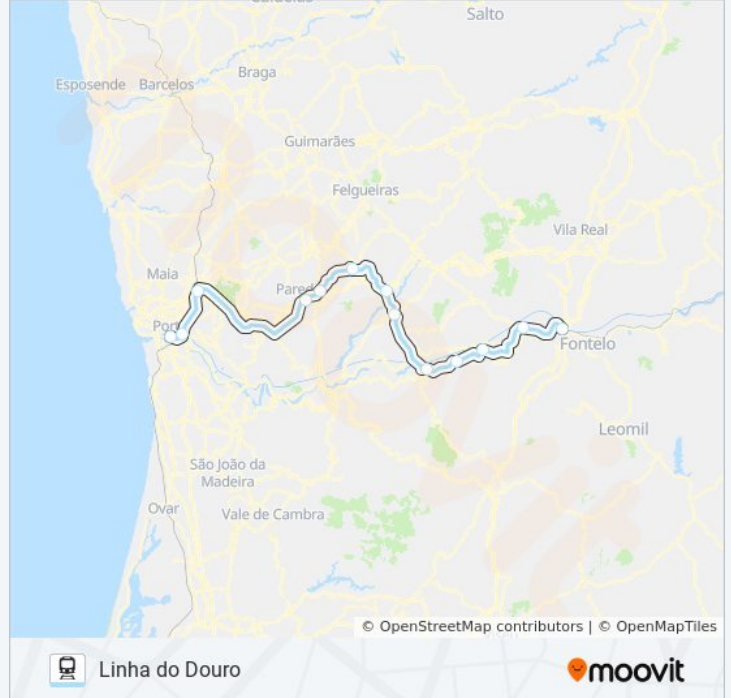 Salto
Braga
Esposende
Barcelos
Guimarães
Felgueiras
Vila Real
Maia
Pared
Port
Fontelo
Leomil
São João da
Madeira
Ovar
Vale de Cambra
© OpenStreetMap contributors | © OpenMapTiles
Linha do Douro
moovit